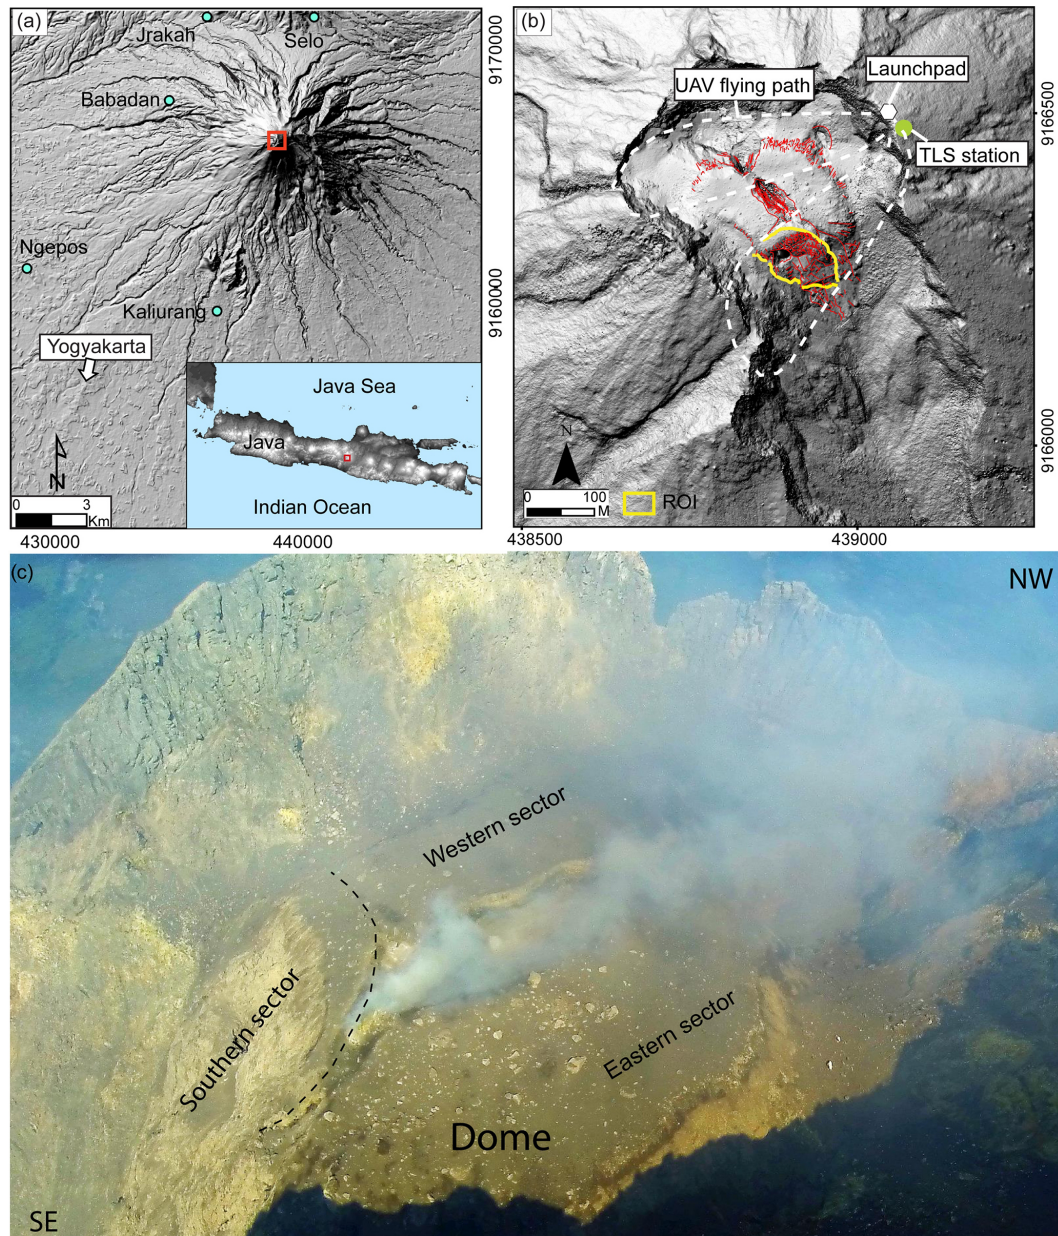 (a)
Jrakah
Selo
Babadan
Ngepos
Kaliurang
Yogyakarta
N
0 3
Km
Java Sea
Java
Indian Ocean
430000
440000
9170000
9160000
(b)
UAV flying path
Launchpad
TLS station
N
0 100
M
ROI
438500
439000
9166500
9166000
(c)
NW
Western sector
Southern sector
Eastern sector
Dome
SE